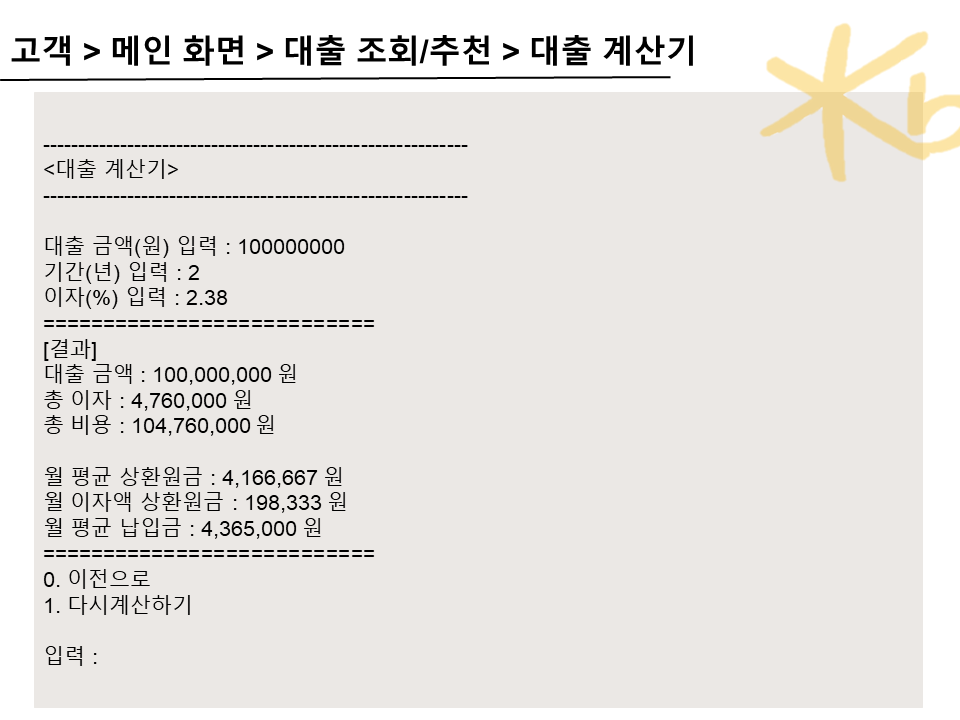 고객 > 메인 화면 > 대출 조회/추천 > 대출 계산기
------------------------------------------------------------
<대출 계산기>
------------------------------------------------------------
대출 금액(원) 입력 : 100000000
기간(년) 입력 : 2
이자(%) 입력 : 2.38
============================
[결과]
대출 금액 : 100,000,000 원
총 이자 : 4,760,000 원
총 비용 : 104,760,000 원
월 평균 상환원금 : 4,166,667 원
월 이자액 상환원금 : 198,333 원
월 평균 납입금 : 4,365,000 원
============================
0. 이전으로
1. 다시계산하기
입력 :